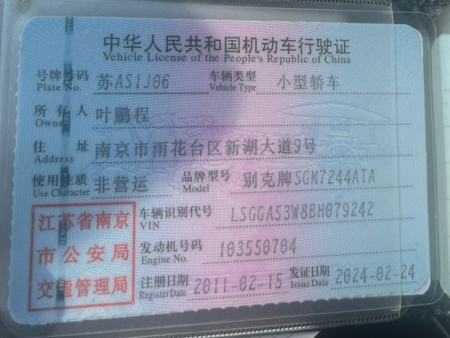 中华人民共和国机动车行驶证
Vehicle License of the People's Republic of China
号牌号码 苏AS1J06 车辆类型 小型轿车
Plate No. Vehicle Type
所有人 叶鹏程
Owner
住址 南京市雨花台区新湖大道9号
Address
使用性质 非营运 品牌型号 别克牌SGM7244ATA
Use Character Model
车辆识别代号 LSGGA53W8BH079242
VIN
发动机号码 103550704
Engine No.
注册日期 2011-02-15 发证日期 2024-02-24
Register Date Issue Date
江苏省南京
市公安局
交通管理局